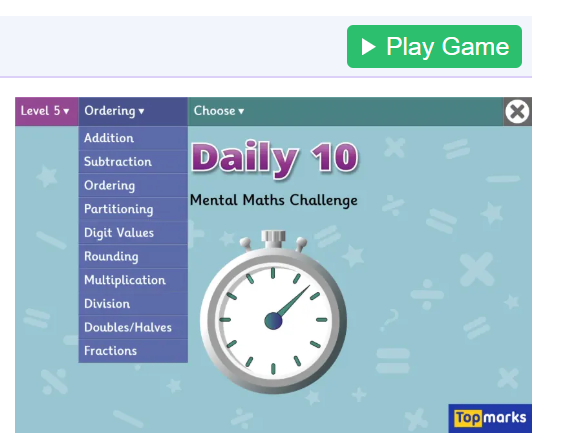 ▶ Play Game
Level 5 ▾ Ordering ▾ Choose ▾
Addition
Subtraction
Ordering
Partitioning
Digit Values
Rounding
Multiplication
Division
Doubles/Halves
Fractions
Daily 10
Mental Maths Challenge
Topmarks